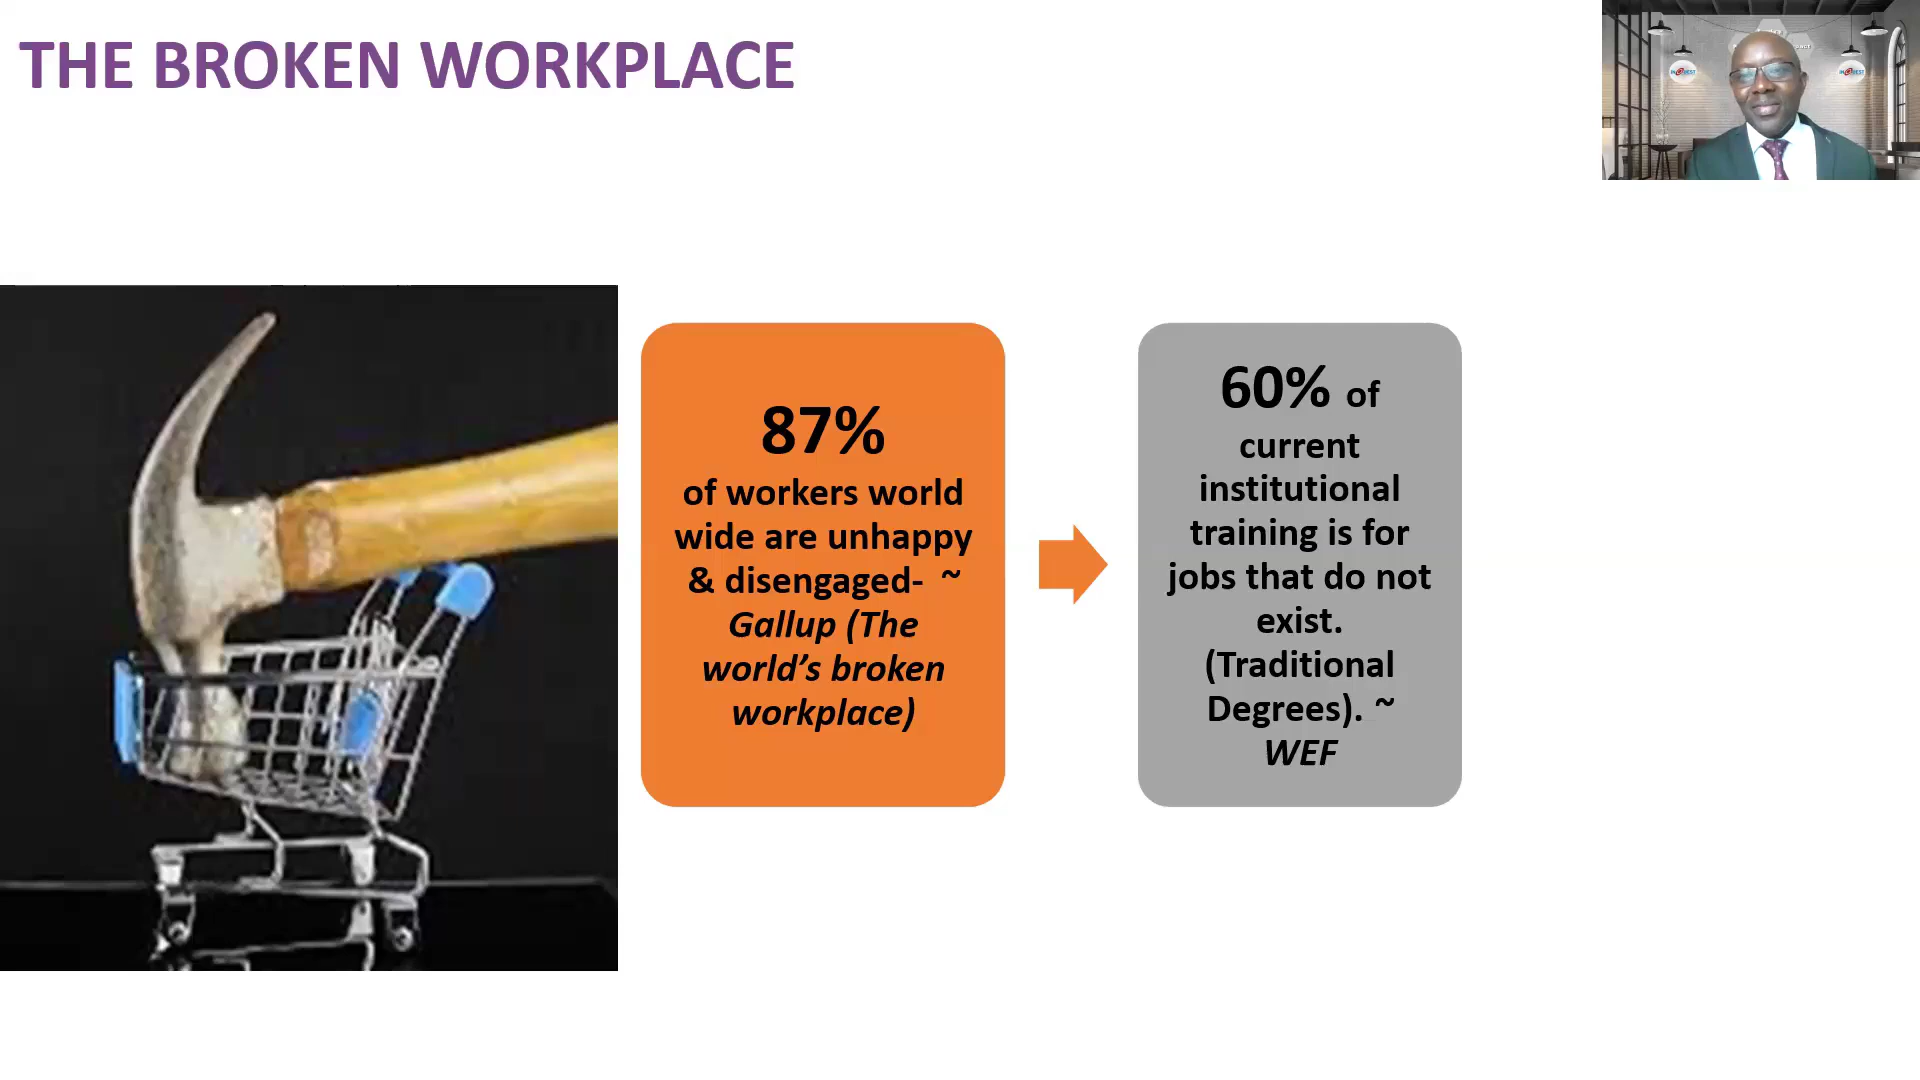 THE BROKEN WORKPLACE
87%
of workers world
wide are unhappy
& disengaged- ~
Gallup (The
world’s broken
workplace)
60% of
current
institutional
training is for
jobs that do not
exist.
(Traditional
Degrees). ~
WEF